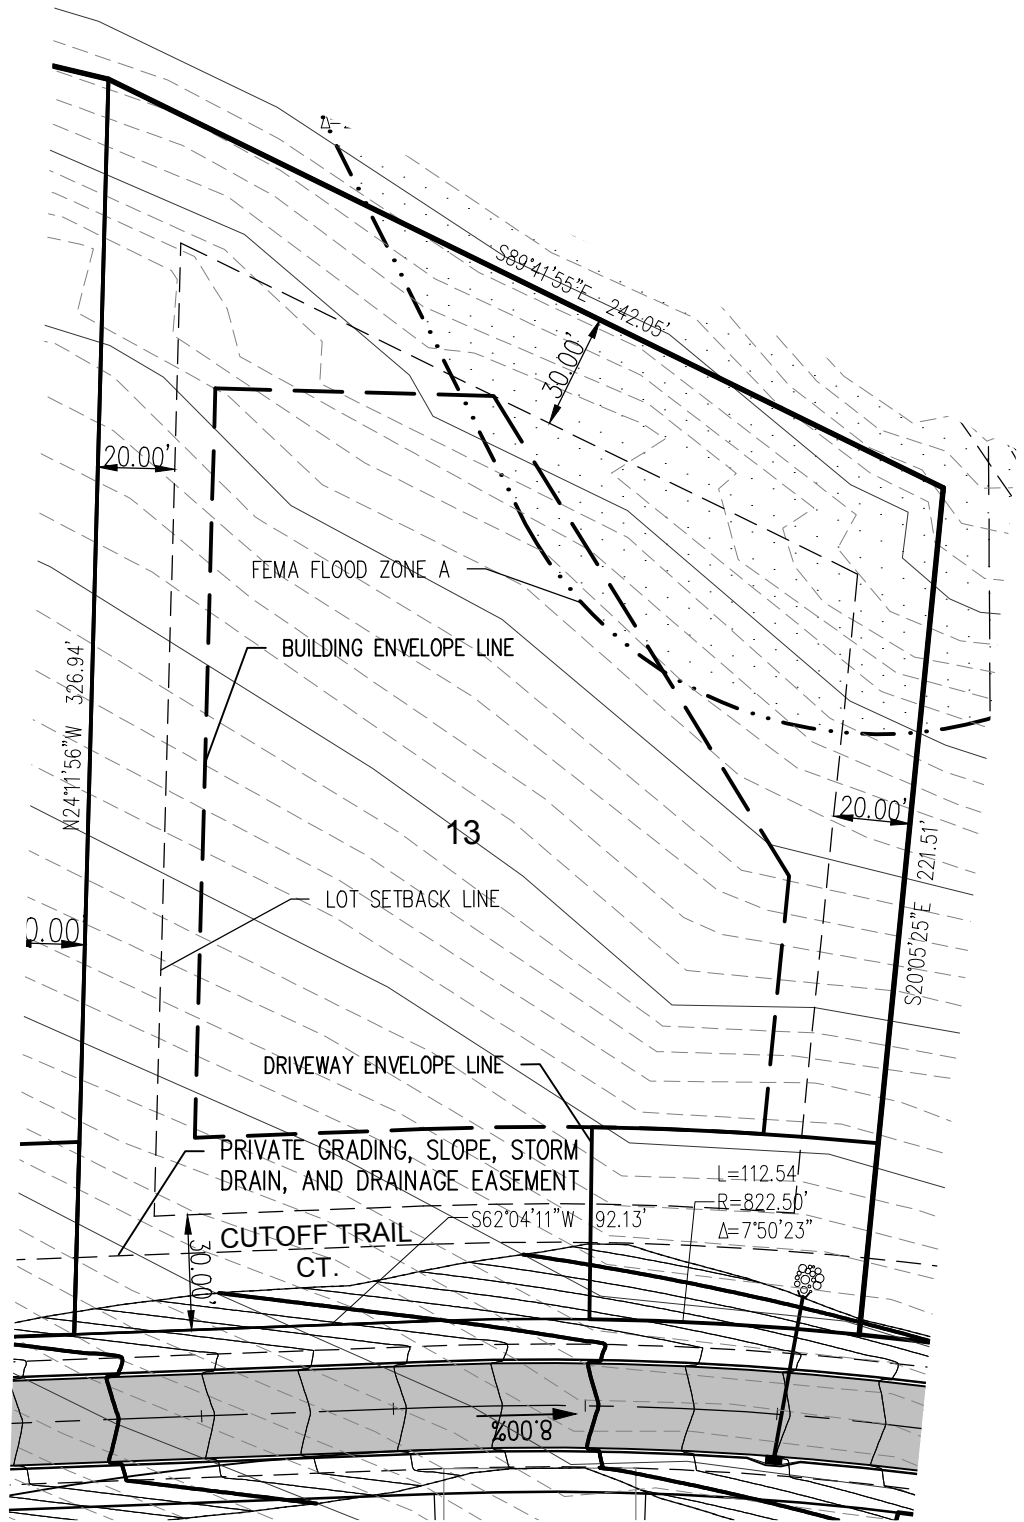 Δ
S89°41'55"E 242.05'
30.00'
20.00'
FEMA FLOOD ZONE A
BUILDING ENVELOPE LINE
N24°11'56"W 326.94'
13
20.00'
S20°05'25"E 221.51'
LOT SETBACK LINE
0.00'
DRIVEWAY ENVELOPE LINE
PRIVATE GRADING, SLOPE, STORM
DRAIN, AND DRAINAGE EASEMENT
L=112.54'
R=822.50'
Δ=7°50'23"
S62°04'11"W 92.13'
CUTOFF TRAIL
CT.
30.00'
8.00%